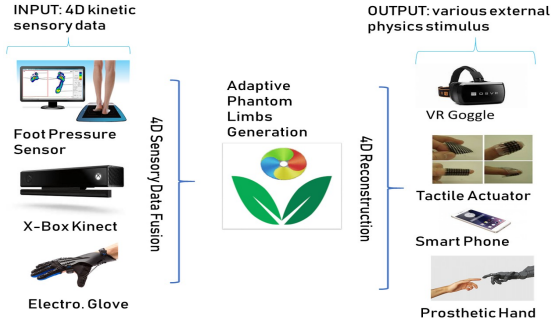 INPUT: 4D kinetic
sensory data
Foot Pressure
Sensor
X-Box Kinect
Electro. Glove
4D Sensory Data Fusion
Adaptive
Phantom
Limbs
Generation
4D Reconstruction
OUTPUT: various external
physics stimulus
VR Goggle
Tactile Actuator
Smart Phone
Prosthetic Hand